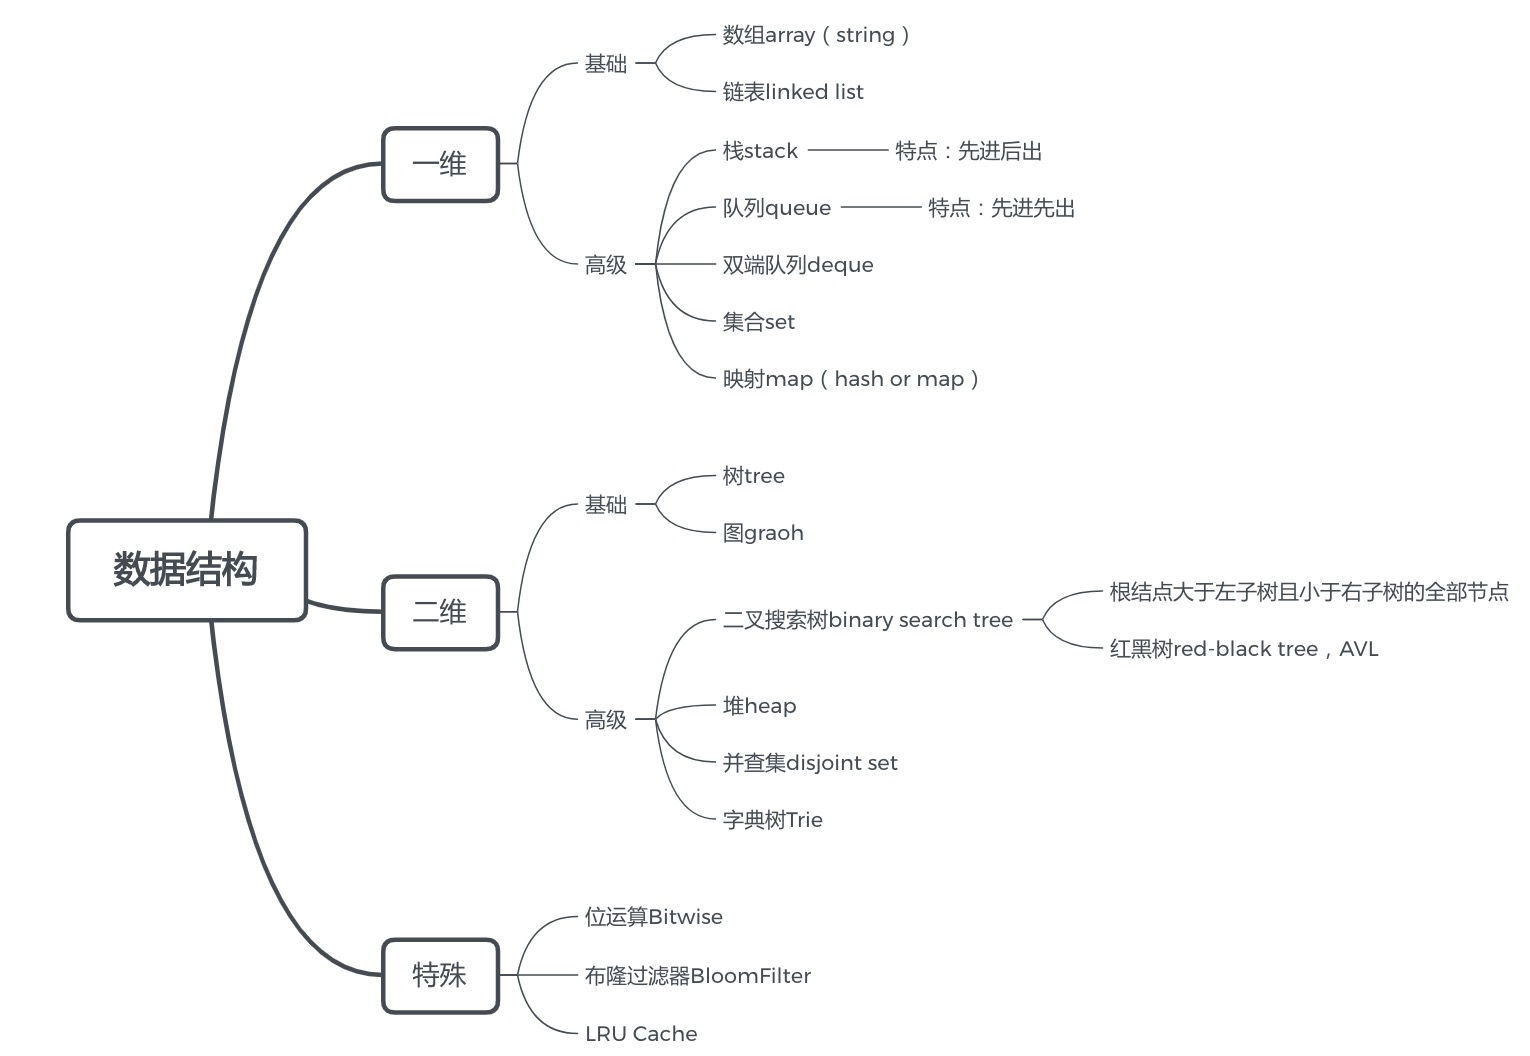 数据结构
一维
基础
数组array（string）
链表linked list
高级
栈stack
特点：先进后出
队列queue
特点：先进先出
双端队列deque
集合set
映射map（hash or map）
二维
基础
树tree
图graoh
高级
二叉搜索树binary search tree
根结点大于左子树且小于右子树的全部节点
红黑树red-black tree，AVL
堆heap
并查集disjoint set
字典树Trie
特殊
位运算Bitwise
布隆过滤器BloomFilter
LRU Cache